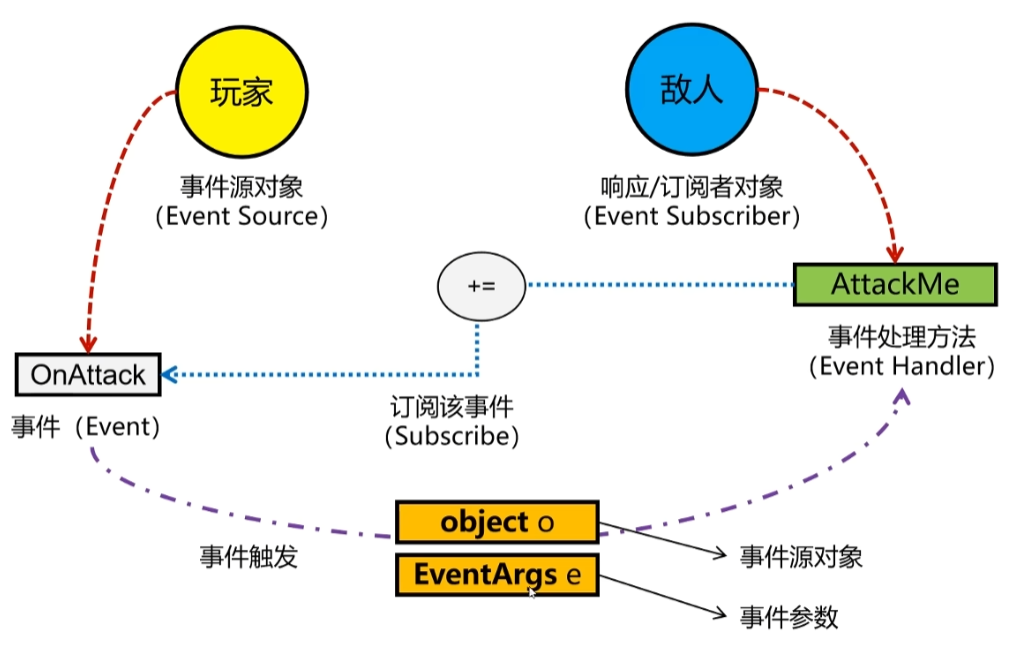 玩家
敌人
事件源对象
（Event Source）
响应/订阅者对象
（Event Subscriber）
+=
AttackMe
事件处理方法
（Event Handler）
OnAttack
事件（Event）
订阅该事件
（Subscribe）
object o
事件触发
事件源对象
EventArgs e
事件参数